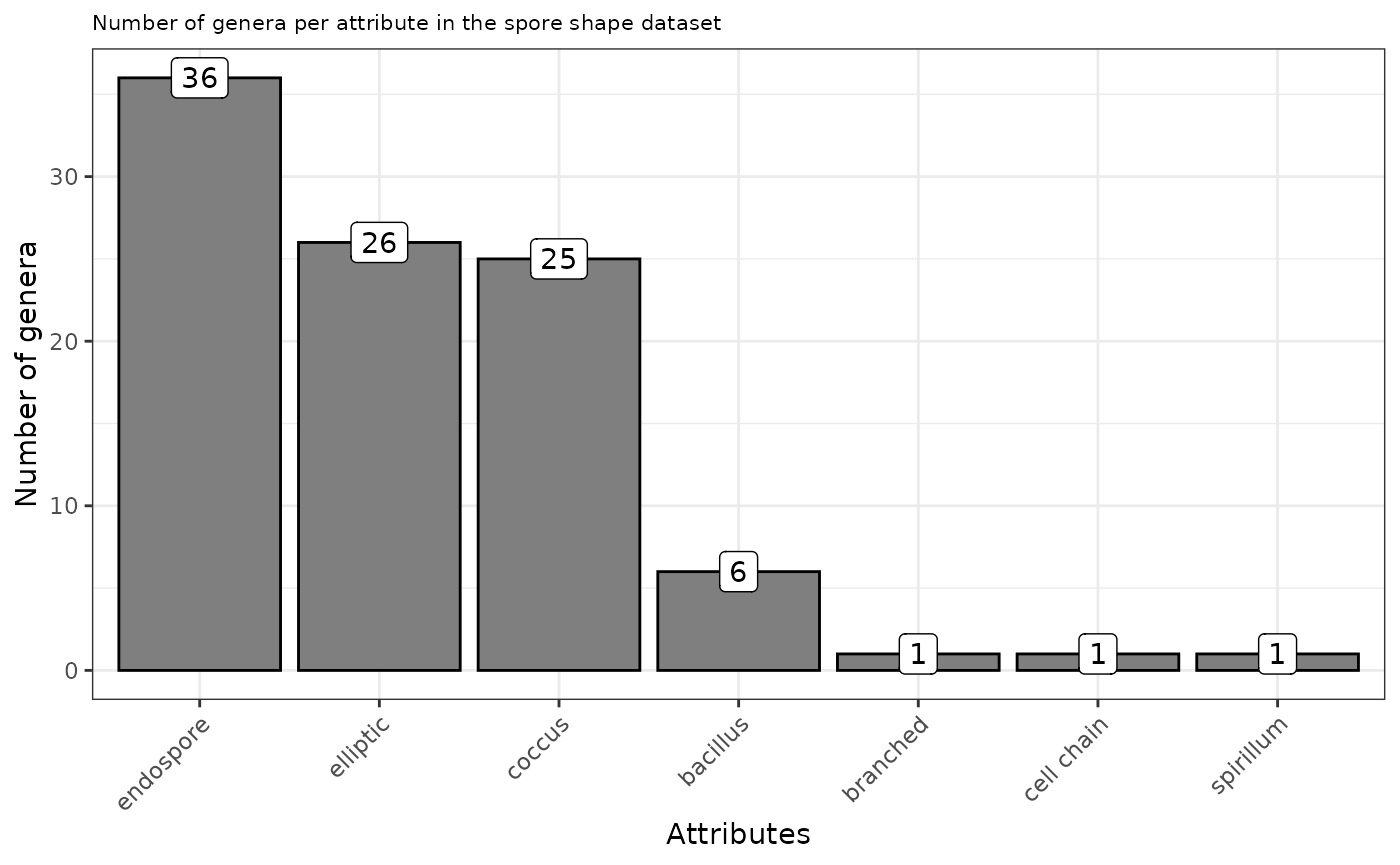 Number of genera per attribute in the spore shape dataset
Number of genera
30
20
10
0
36
26
25
6
1
1
1
endospore
elliptic
coccus
bacillus
branched
cell chain
spirillum
Attributes